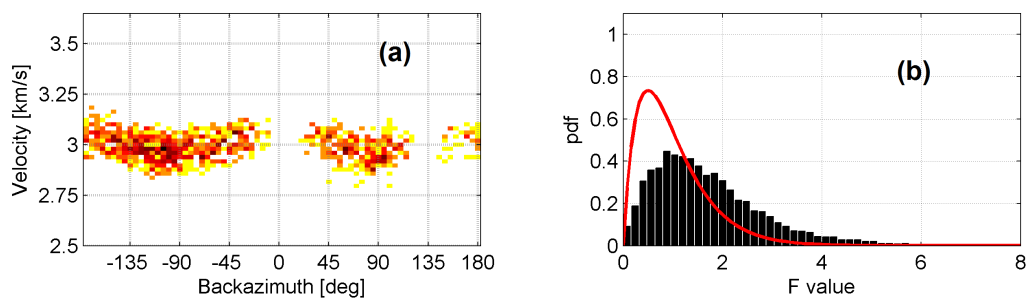 (a)
Velocity [km/s]
3.5
3.25
3
2.75
2.5
-135 -90 -45 0 45 90 135 180
Backazimuth [deg]
(b)
pdf
1
0.8
0.6
0.4
0.2
0
0 2 4 6 8
F value